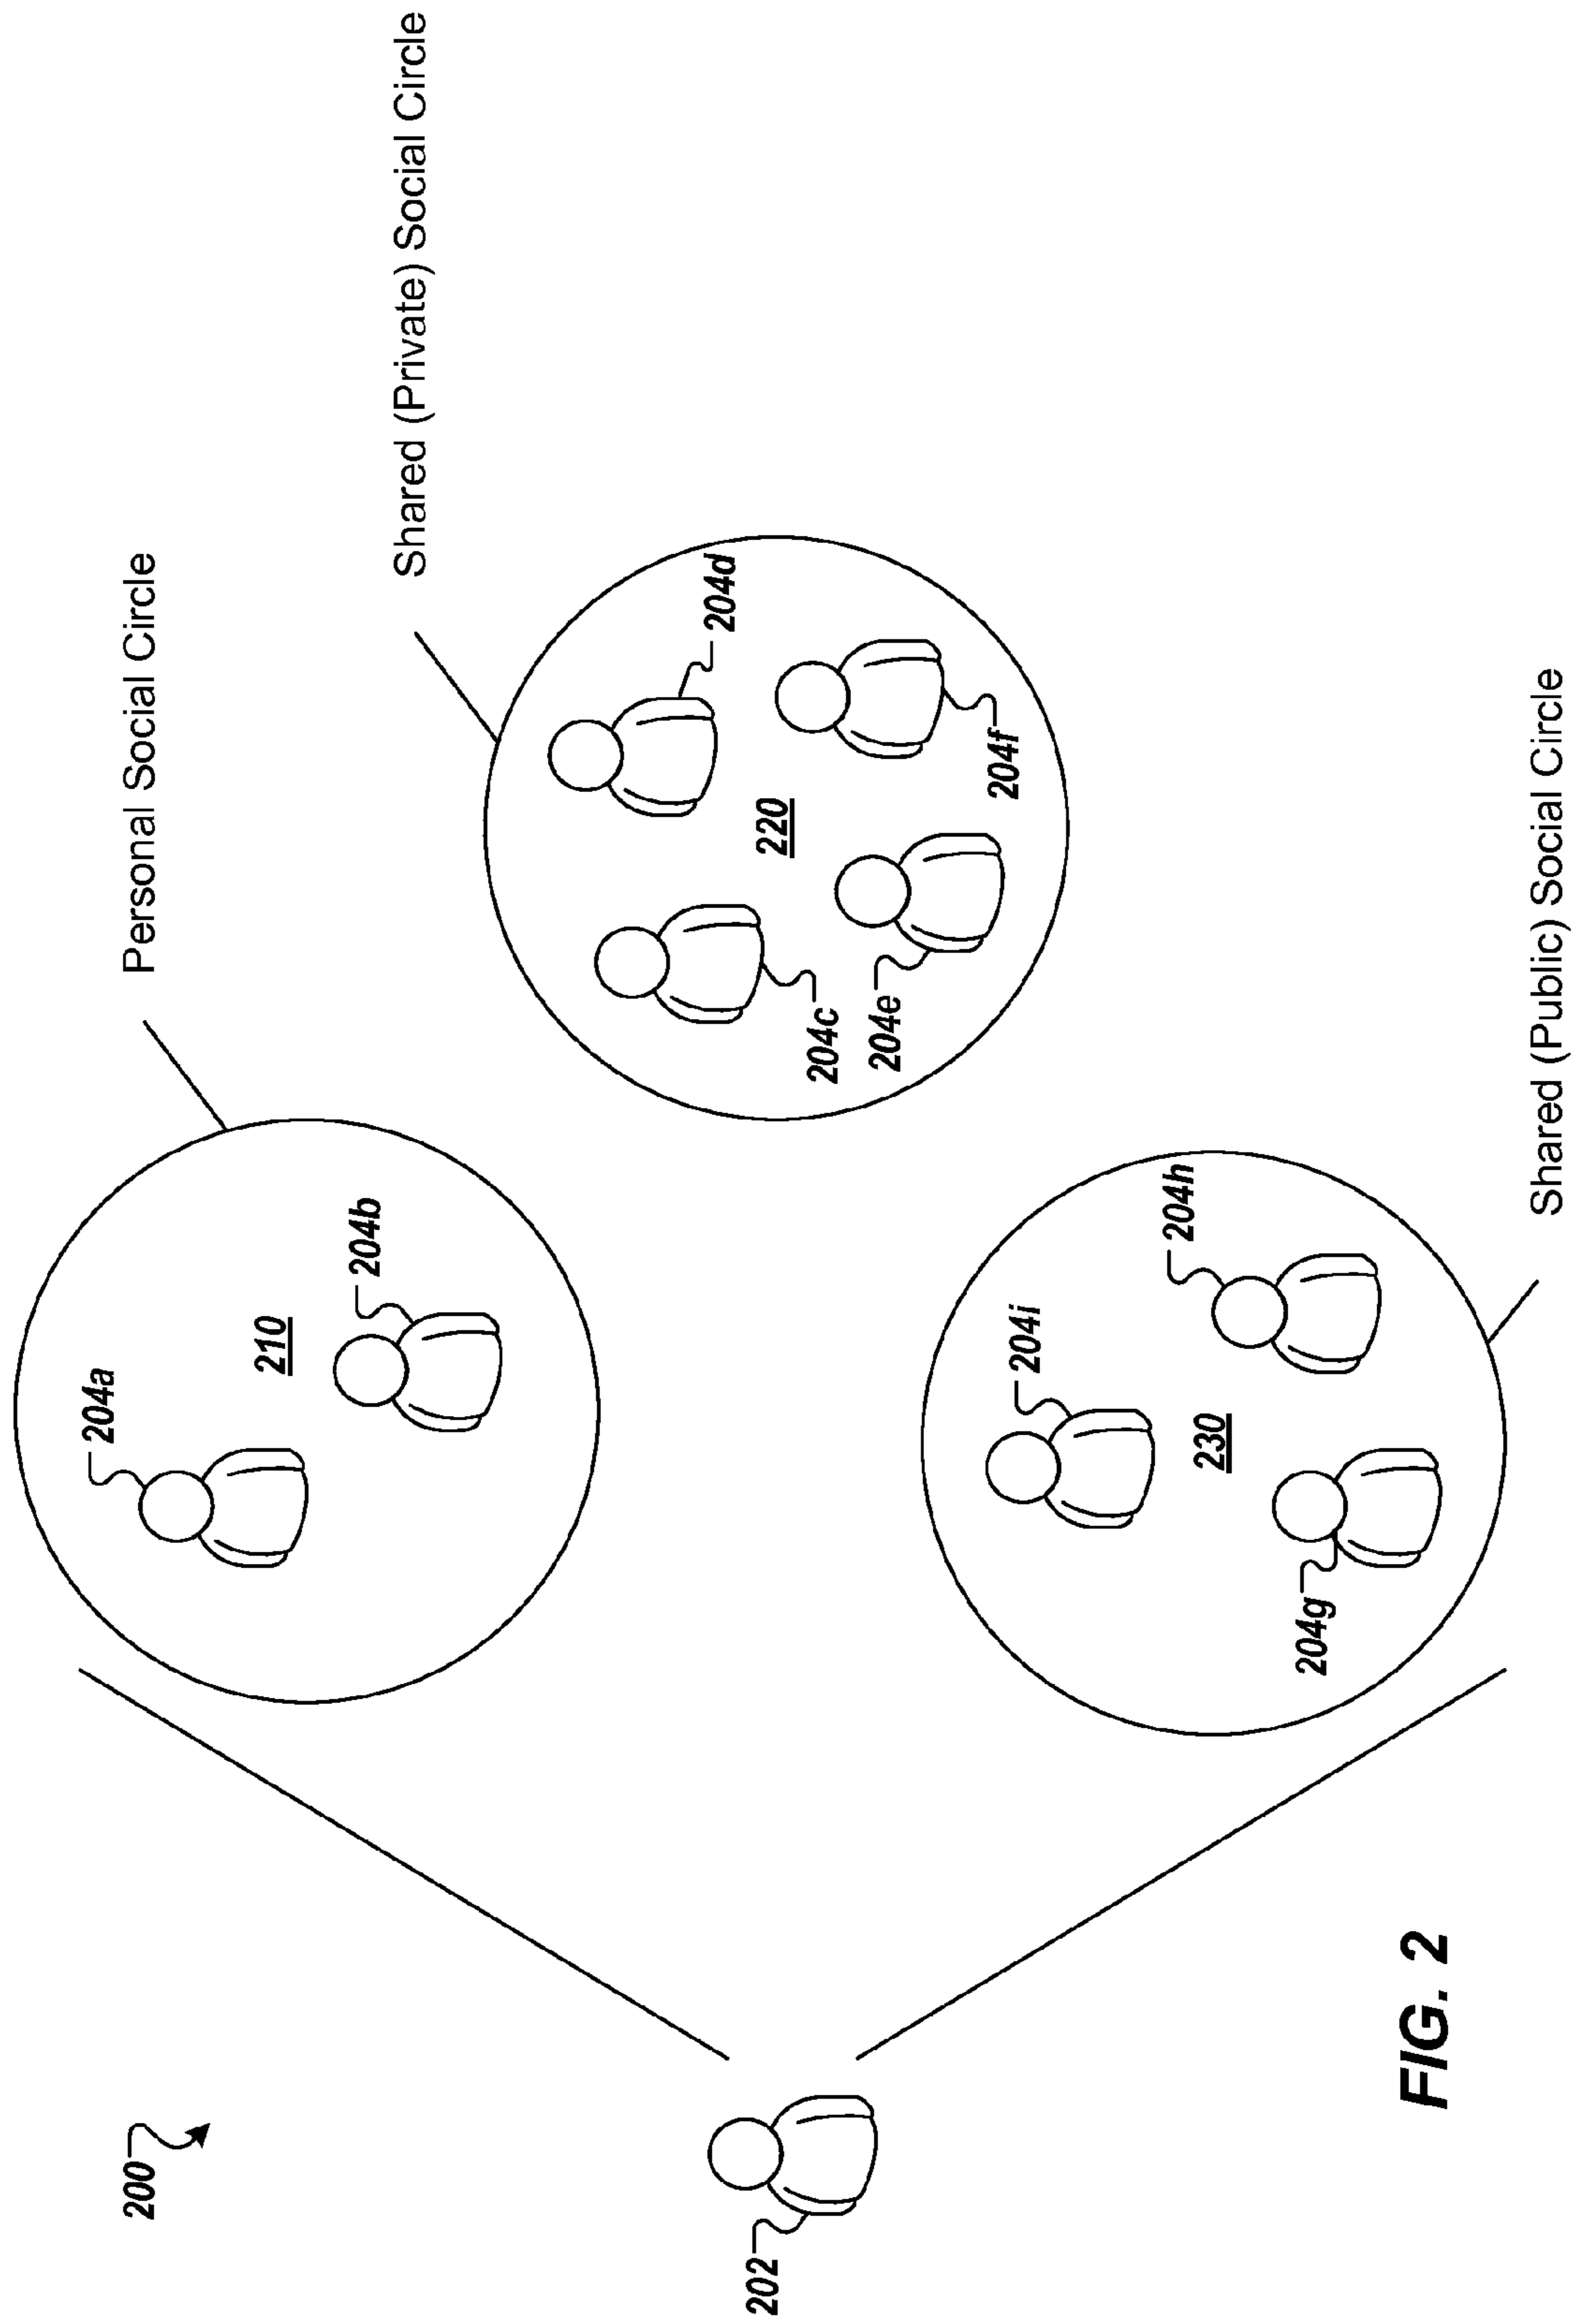 200
Personal Social Circle
204a
210
204b
Shared (Private) Social Circle
204d
204c
220
204e
204f
202
204i
204h
230
204g
Shared (Public) Social Circle
FIG. 2